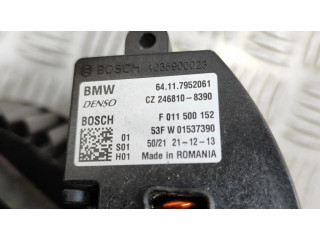 BOSCH
BMW 64.11.7952061
DENSO CZ 246810-8390
BOSCH F 011 500 152
01 53F W 01537390
S01 50/21 21-12-13
H01 Made in ROMANIA